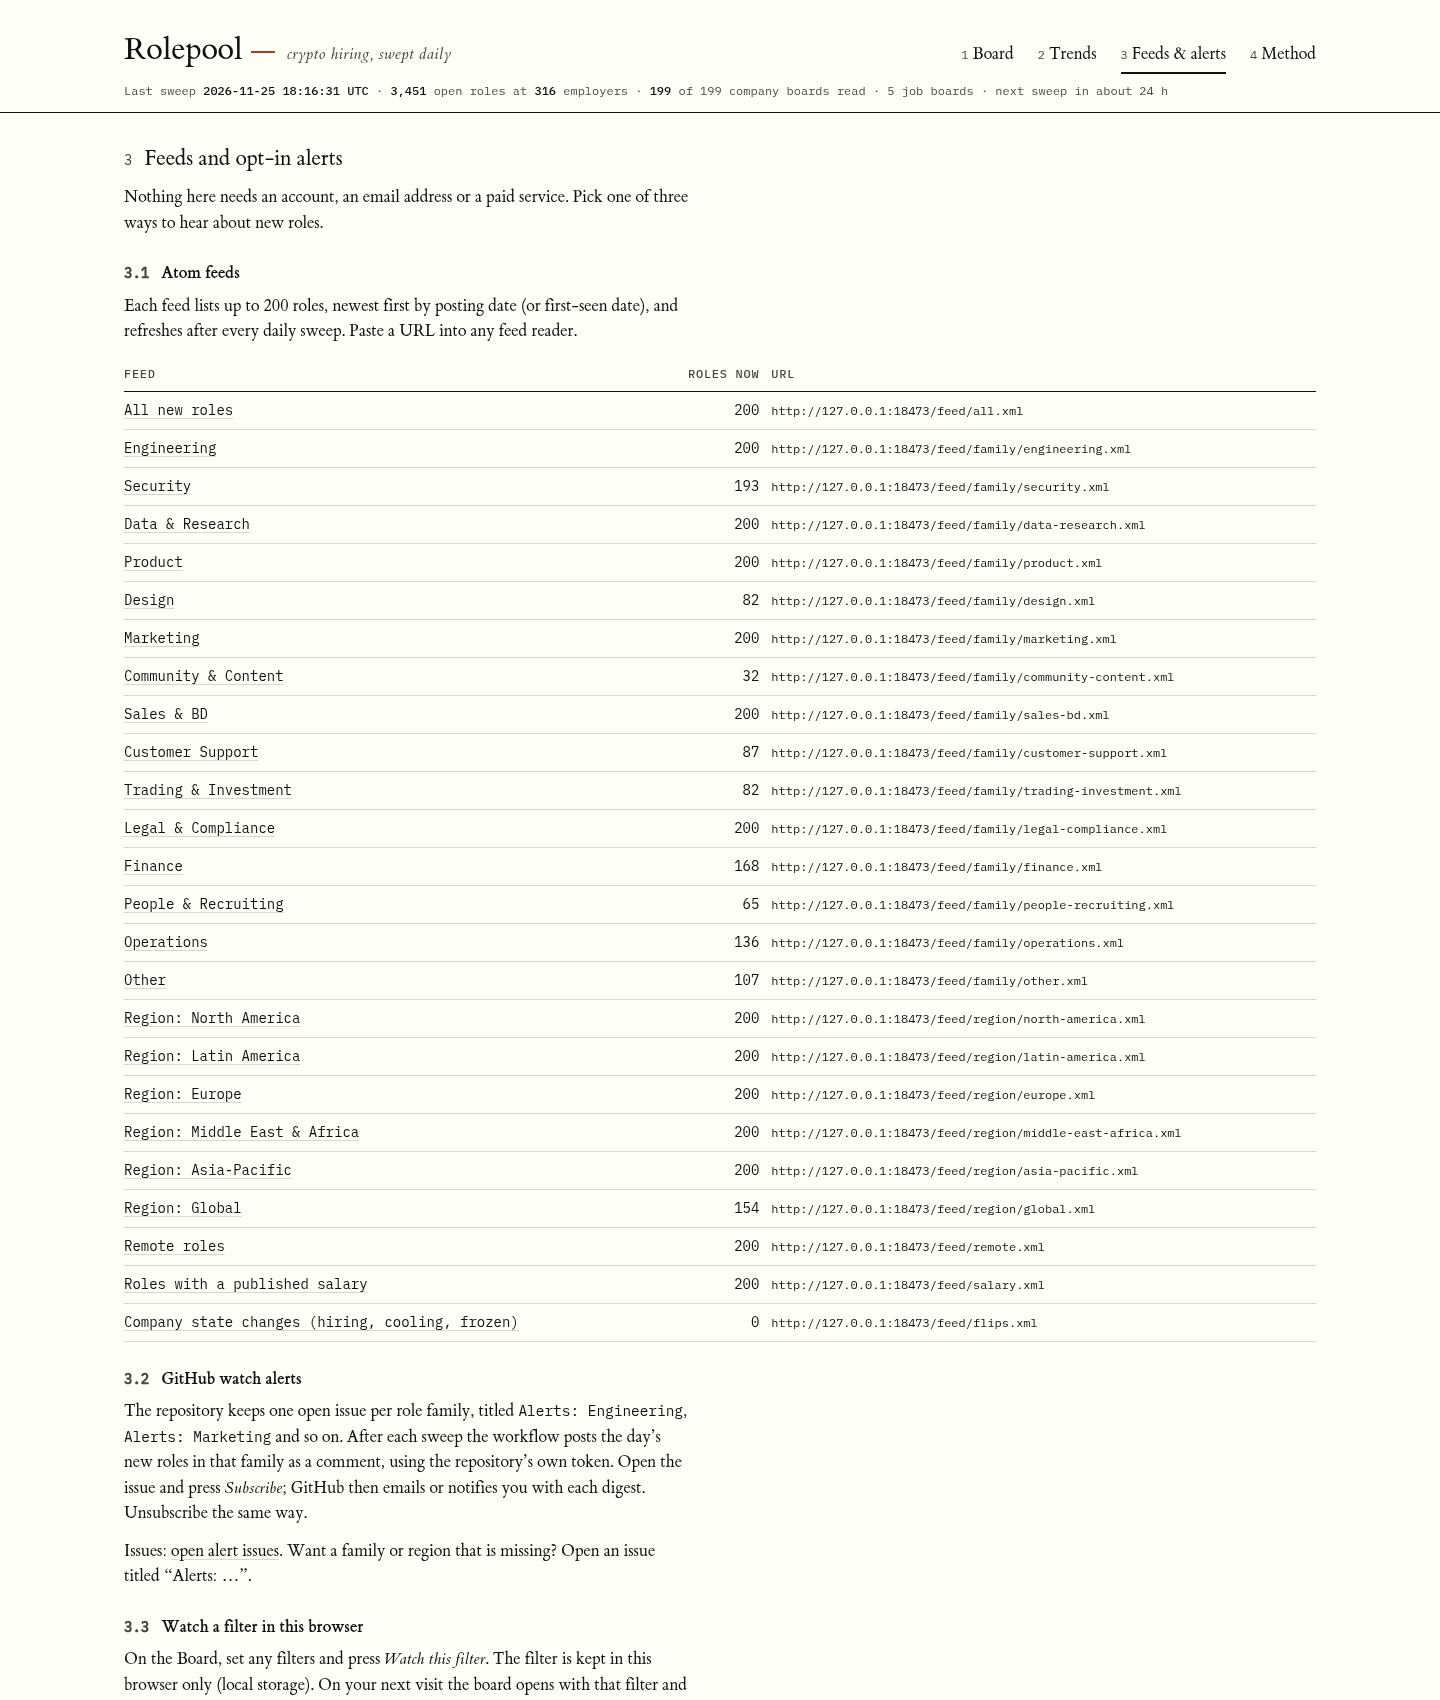 Rolepool — crypto hiring, swept daily
1 Board 2 Trends 3 Feeds & alerts 4 Method
Last sweep 2026-11-25 18:16:31 UTC · 3,451 open roles at 316 employers · 199 of 199 company boards read · 5 job boards · next sweep in about 24 h
3 Feeds and opt-in alerts
Nothing here needs an account, an email address or a paid service. Pick one of three
ways to hear about new roles.
3.1 Atom feeds
Each feed lists up to 200 roles, newest first by posting date (or first-seen date), and
refreshes after every daily sweep. Paste a URL into any feed reader.
FEED ROLES NOW URL
All new roles 200 http://127.0.0.1:18473/feed/all.xml
Engineering 200 http://127.0.0.1:18473/feed/family/engineering.xml
Security 193 http://127.0.0.1:18473/feed/family/security.xml
Data & Research 200 http://127.0.0.1:18473/feed/family/data-research.xml
Product 200 http://127.0.0.1:18473/feed/family/product.xml
Design 82 http://127.0.0.1:18473/feed/family/design.xml
Marketing 200 http://127.0.0.1:18473/feed/family/marketing.xml
Community & Content 32 http://127.0.0.1:18473/feed/family/community-content.xml
Sales & BD 200 http://127.0.0.1:18473/feed/family/sales-bd.xml
Customer Support 87 http://127.0.0.1:18473/feed/family/customer-support.xml
Trading & Investment 82 http://127.0.0.1:18473/feed/family/trading-investment.xml
Legal & Compliance 200 http://127.0.0.1:18473/feed/family/legal-compliance.xml
Finance 168 http://127.0.0.1:18473/feed/family/finance.xml
People & Recruiting 65 http://127.0.0.1:18473/feed/family/people-recruiting.xml
Operations 136 http://127.0.0.1:18473/feed/family/operations.xml
Other 107 http://127.0.0.1:18473/feed/family/other.xml
Region: North America 200 http://127.0.0.1:18473/feed/region/north-america.xml
Region: Latin America 200 http://127.0.0.1:18473/feed/region/latin-america.xml
Region: Europe 200 http://127.0.0.1:18473/feed/region/europe.xml
Region: Middle East & Africa 200 http://127.0.0.1:18473/feed/region/middle-east-africa.xml
Region: Asia-Pacific 200 http://127.0.0.1:18473/feed/region/asia-pacific.xml
Region: Global 154 http://127.0.0.1:18473/feed/region/global.xml
Remote roles 200 http://127.0.0.1:18473/feed/remote.xml
Roles with a published salary 200 http://127.0.0.1:18473/feed/salary.xml
Company state changes (hiring, cooling, frozen) 0 http://127.0.0.1:18473/feed/flips.xml
3.2 GitHub watch alerts
The repository keeps one open issue per role family, titled Alerts: Engineering,
Alerts: Marketing and so on. After each sweep the workflow posts the day’s
new roles in that family as a comment, using the repository’s own token. Open the
issue and press Subscribe; GitHub then emails or notifies you with each digest.
Unsubscribe the same way.
Issues: open alert issues. Want a family or region that is missing? Open an issue
titled “Alerts: …”.
3.3 Watch a filter in this browser
On the Board, set any filters and press Watch this filter. The filter is kept in this
browser only (local storage). On your next visit the board opens with that filter and